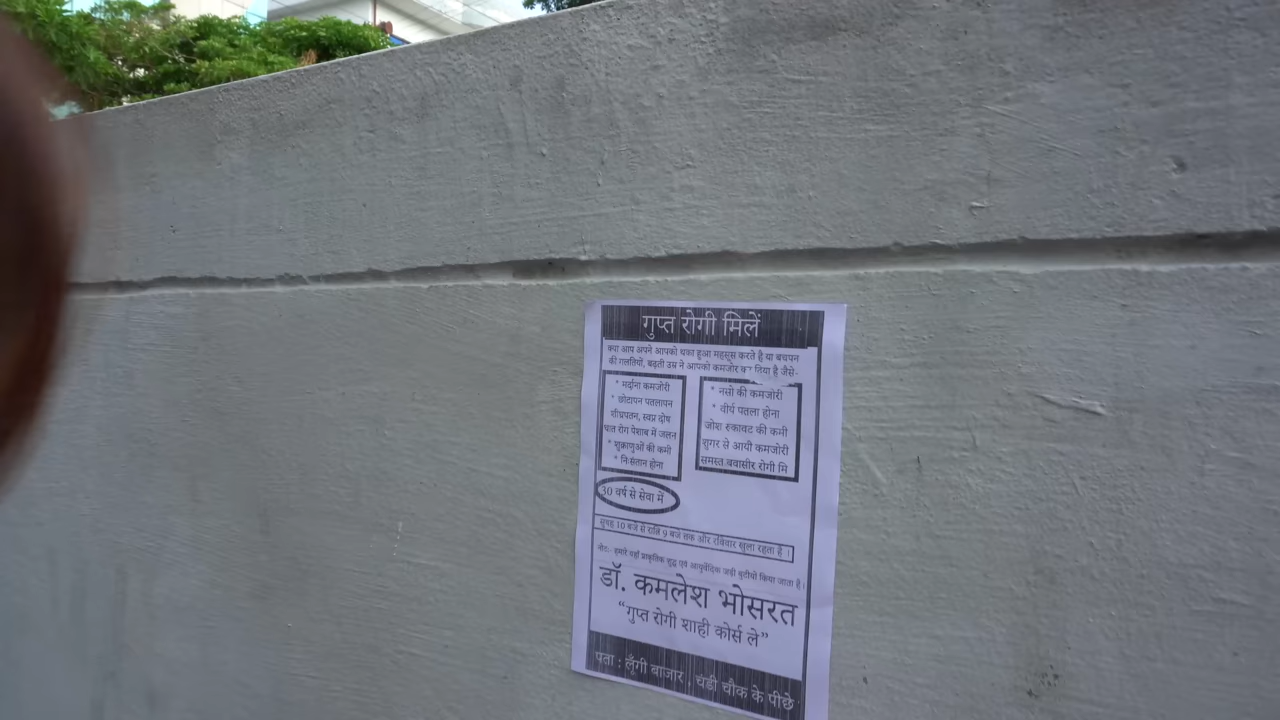 गुप्त रोगी मिलें
क्या आप अपने आपको थका हुआ महसूस करते है या बचपन
की गलतियों, बढ़ती उम्र ने आपको कमजोर कर दिया है जैसे-
* मर्दाना कमजोरी
* छोटापन पतलापन
शीघ्रपतन, स्वप्न दोष
धात रोग पेशाब में जलन
* शुक्राणुओं की कमी
* निःसंतान होना
* नसो की कमजोरी
* वीर्य पतला होना
जोश रुकावट की कमी
सुगर से आयी कमजोरी
समस्त बवासीर रोगी मि
30 वर्ष से सेवा में
सुबह 10 बजे से रात्रि 9 बजे तक और रविवार खुला रहता है ।
नोट:- हमारे यहाँ प्राकृतिक शुद्ध एवं आयुर्वेदिक जड़ी बुटीयो किया जाता है।
डॉ. कमलेश भोसरत
“गुप्त रोगी शाही कोर्स ले”
पता : लूँगी बाजार , चंडी चौक के पीछे